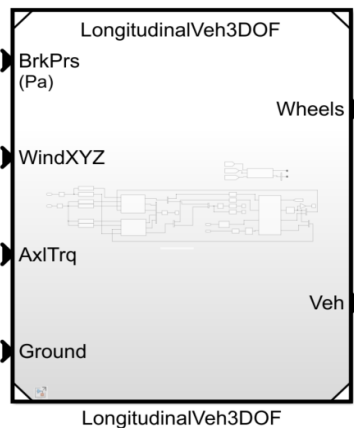 LongitudinalVeh3DOF
BrkPrs
(Pa)
Wheels
WindXYZ
AxlTrq
Veh
Ground
LongitudinalVeh3DOF